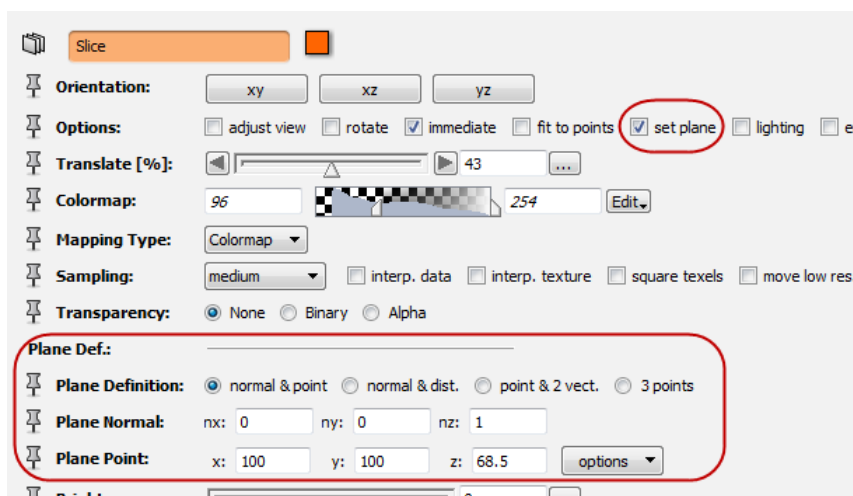 Slice
Orientation: xy xz yz
Options: adjust view rotate immediate fit to points set plane lighting e
Translate [%]: 43 ...
Colormap: 96 254 Edit
Mapping Type: Colormap
Sampling: medium interp. data interp. texture square texels move low res
Transparency: None Binary Alpha
Plane Def.:
Plane Definition: normal & point normal & dist. point & 2 vect. 3 points
Plane Normal: nx: 0 ny: 0 nz: 1
Plane Point: x: 100 y: 100 z: 68.5 options